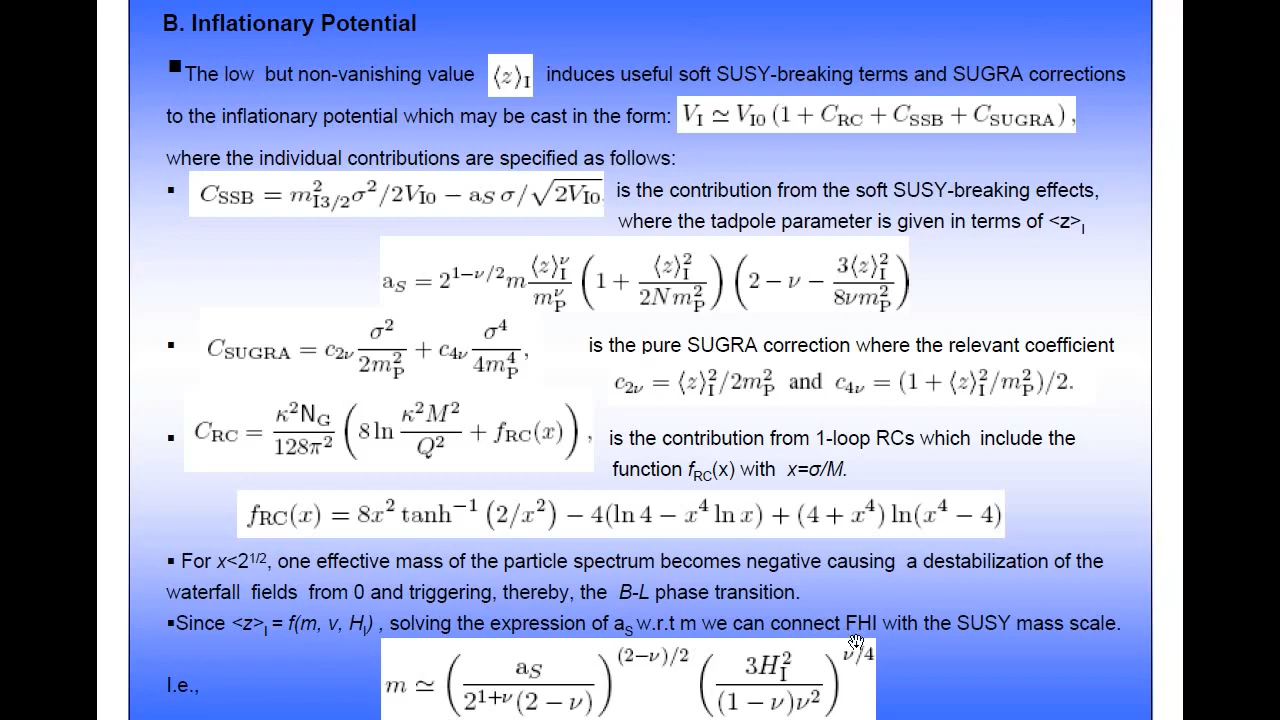 B. Inflationary Potential
▪The low but non-vanishing value ⟨z⟩_I induces useful soft SUSY-breaking terms and SUGRA corrections
to the inflationary potential which may be cast in the form: V_I ≃ V_I0 (1 + C_RC + C_SSB + C_SUGRA) ,
where the individual contributions are specified as follows:
▪ C_SSB = m²_I3/2 σ²/2V_I0 − a_S σ/√(2V_I0) is the contribution from the soft SUSY-breaking effects,
where the tadpole parameter is given in terms of <z>_I
a_S = 2^{1−ν/2} m ⟨z⟩_I^ν/m_P^ν (1 + ⟨z⟩_I²/2Nm_P²) (2 − ν − 3⟨z⟩_I²/8νm_P²)
▪ C_SUGRA = c_2ν σ²/2m_P² + c_4ν σ⁴/4m_P⁴, is the pure SUGRA correction where the relevant coefficient
c_2ν = ⟨z⟩_I²/2m_P² and c_4ν = (1 + ⟨z⟩_I²/m_P²)/2.
▪ C_RC = κ²N_G/128π² (8 ln κ²M²/Q² + f_RC(x)) , is the contribution from 1-loop RCs which include the
function f_RC(x) with x=σ/M.
f_RC(x) = 8x² tanh⁻¹ (2/x²) − 4(ln 4 − x⁴ ln x) + (4 + x⁴) ln(x⁴ − 4)
▪ For x<2^{1/2}, one effective mass of the particle spectrum becomes negative causing a destabilization of the
waterfall fields from 0 and triggering, thereby, the B-L phase transition.
▪Since <z>_I = f(m, ν, H_I) , solving the expression of a_S w.r.t m we can connect FHI with the SUSY mass scale.
I.e., m ≃ (a_S/2^{1+ν}(2 − ν))^{(2−ν)/2} (3H_I²/(1 − ν)ν²)^{ν/4}